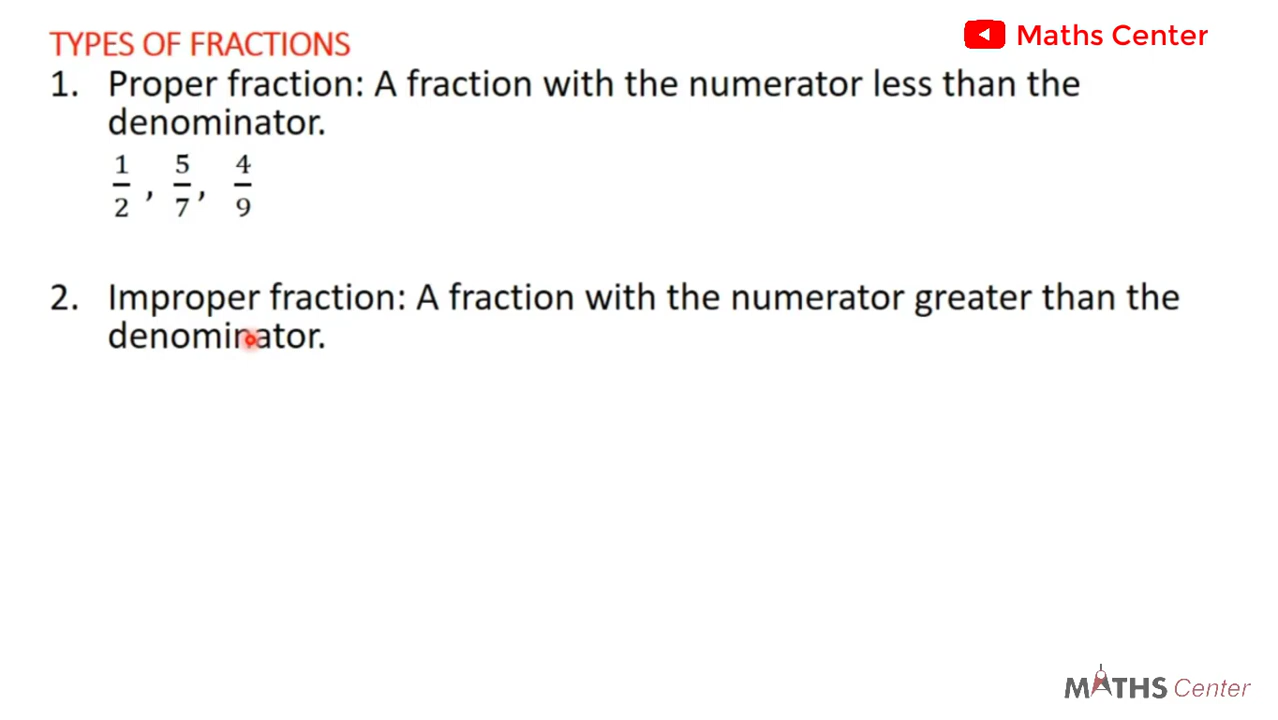 TYPES OF FRACTIONS
Maths Center
1. Proper fraction: A fraction with the numerator less than the
denominator.
1/2 , 5/7, 4/9
2. Improper fraction: A fraction with the numerator greater than the
denominator.
MATHS Center